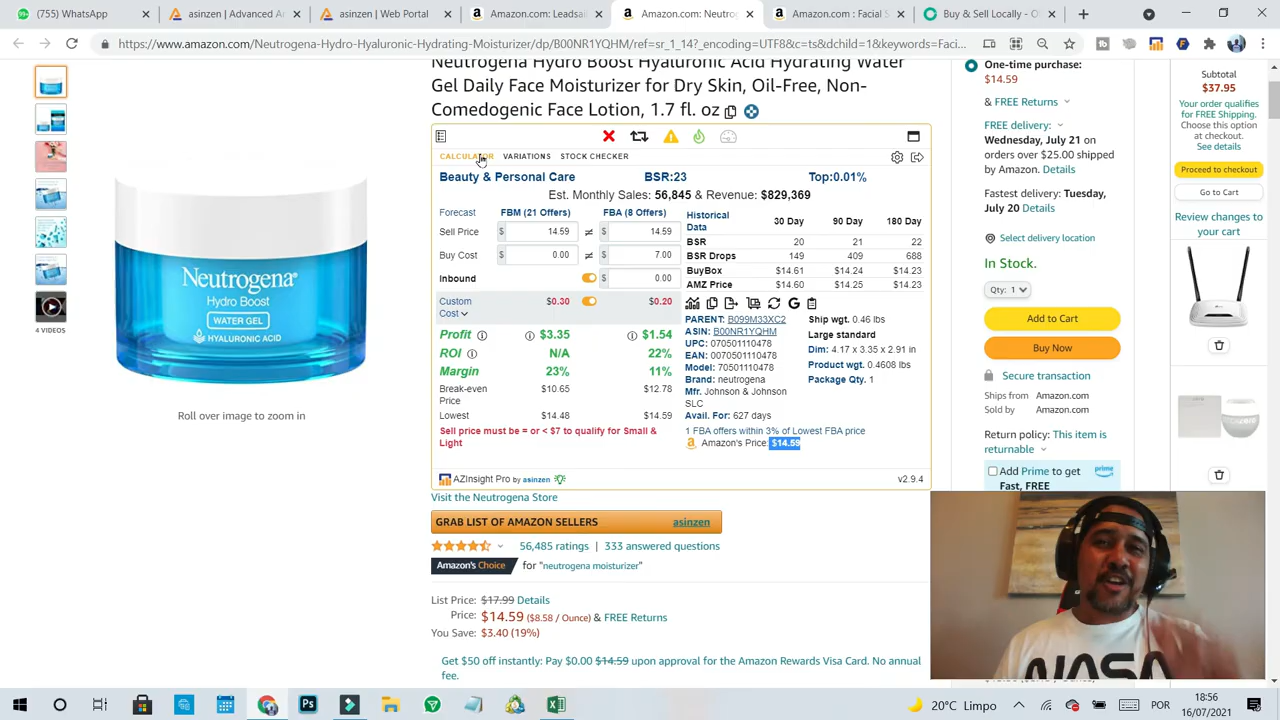 WhatsApp
asinzen | Dev
asinzen | Web
Amazon.com: Leadsal
Amazon.com: Neutrog
Amazon.com : Facial S
Buy & Sell Locally - Of
https://www.amazon.com/Neutrogena-Hydro-Boost-Hyaluronic-Hydrating-Moisturizer/dp/B00NR1YQHM/ref=sr_1_14?_encoding=UTF8&c=ts&dchild=1&keywords=Faci...
Neutrogena Hydro Boost Hyaluronic Acid Hydrating Water
Gel Daily Face Moisturizer for Dry Skin, Oil-Free, Non-
Comedogenic Face Lotion, 1.7 fl. oz
CALCULATOR VARIATIONS STOCK CHECKER
Beauty & Personal Care BSR:23 Top:0.01%
Est. Monthly Sales: 56,845 & Revenue: $829,369
Forecast FBM (21 Offers) FBA (8 Offers)
Sell Price $ 14.59 ≠ $ 14.59
Buy Cost $ 0.00 ≠ $ 7.00
Inbound $ 0.00
Custom Cost $0.30 $0.20
Profit $3.35 $1.54
ROI N/A 22%
Margin 23% 11%
Break-even Price $10.65 $12.78
Lowest $14.48 $14.59
Sell price must be = or < $7 to qualify for Small &
Light
Historical Data 30 Day 90 Day 180 Day
BSR 20 21 22
BSR Drops 149 409 688
BuyBox $14.61 $14.24 $14.23
AMZ Price $14.60 $14.25 $14.23
PARENT: B099M33XC2
ASIN: B00NR1YQHM
UPC: 070501110478
EAN: 0070501110478
Model: 70501110478
Brand: neutrogena
Mfr. Johnson & Johnson
SLC
Avail. For: 627 days
Ship wgt. 0.46 lbs
Large standard
Dim: 4.17 x 3.35 x 2.91 in
Product wgt. 0.4608 lbs
Package Qty. 1
1 FBA offers within 3% of Lowest FBA price
Amazon's Price: $14.59
AZInsight Pro by asinzen v2.9.4
Visit the Neutrogena Store
GRAB LIST OF AMAZON SELLERS asinzen
56,485 ratings | 333 answered questions
Amazon's Choice for "neutrogena moisturizer"
List Price: $17.99 Details
Price: $14.59 ($8.58 / Ounce) & FREE Returns
You Save: $3.40 (19%)
Get $50 off instantly: Pay $0.00 $14.59 upon approval for the Amazon Rewards Visa Card. No annual
fee.
4 VIDEOS
Neutrogena®
Hydro Boost
WATER GEL
HYALURONIC ACID
Roll over image to zoom in
One-time purchase:
$14.59
& FREE Returns
FREE delivery:
Wednesday, July 21 on
orders over $25.00 shipped
by Amazon. Details
Fastest delivery: Tuesday,
July 20 Details
Select delivery location
In Stock.
Qty: 1
Add to Cart
Buy Now
Secure transaction
Ships from Amazon.com
Sold by Amazon.com
Return policy: This item is
returnable
Add Prime to get
Fast, FREE
prime
Subtotal
$37.95
Your order qualifies
for FREE Shipping.
Choose this option
at checkout.
See details
Proceed to checkout
Go to Cart
Review changes to
your cart
NASA
20°C Limpo
POR
18:56
16/07/2021